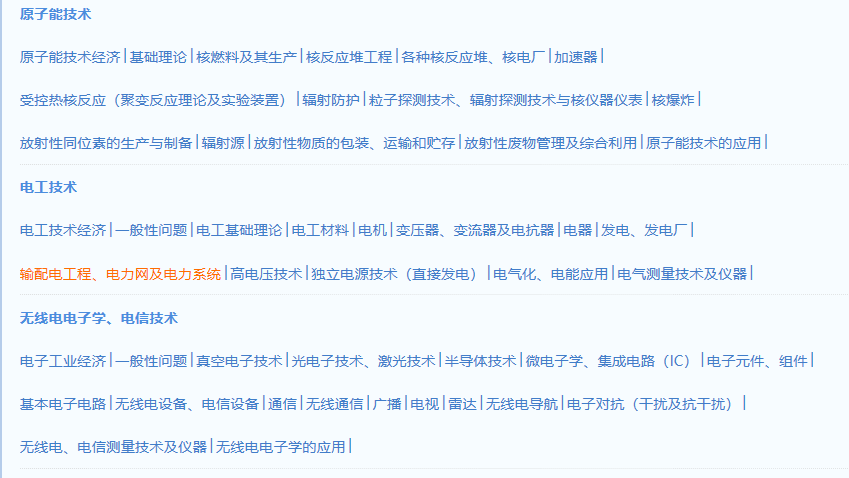 原子能技术
原子能技术经济|基础理论|核燃料及其生产|核反应堆工程|各种核反应堆、核电厂|加速器|
受控热核反应（聚变反应理论及实验装置）|辐射防护|粒子探测技术、辐射探测技术与核仪器仪表|核爆炸|
放射性同位素的生产与制备|辐射源|放射性物质的包装、运输和贮存|放射性废物管理及综合利用|原子能技术的应用|
电工技术
电工技术经济|一般性问题|电工基础理论|电工材料|电机|变压器、变流器及电抗器|电器|发电、发电厂|
输配电工程、电力网及电力系统|高电压技术|独立电源技术（直接发电）|电气化、电能应用|电气测量技术及仪器|
无线电电子学、电信技术
电子工业经济|一般性问题|真空电子技术|光电子技术、激光技术|半导体技术|微电子学、集成电路（IC）|电子元件、组件|
基本电子电路|无线电设备、电信设备|通信|无线通信|广播|电视|雷达|无线电导航|电子对抗（干扰及抗干扰）|
无线电、电信测量技术及仪器|无线电电子学的应用|